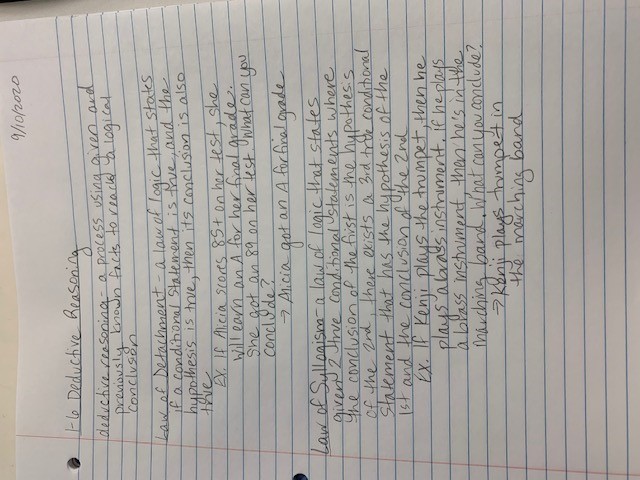 9/10/2020
1-6 Deductive Reasoning
deductive reasoning - a process using given and
previously known facts to reach a logical
conclusion
Law of Detachment - a law of logic that states
if a conditional statement is true, and the
hypothesis is true, then its conclusion is also
true
Ex. If Alicia scores 85+ on her test, she
will earn an A for her final grade.
She got an 89 on her test. What can you
conclude?
→ Alicia got an A for final grade
Law of Syllogism - a law of logic that states
given 2 true conditional statements where
the conclusion of the first is the hypothesis
of the 2nd, there exists a 3rd true conditional
statement that has the hypothesis of the
1st and the conclusion of the 2nd
Ex. If Kenji plays the trumpet, then he
plays a brass instrument. If he plays
a brass instrument, then he's in the
marching band. What can you conclude?
→ Kenji plays trumpet in
the marching band